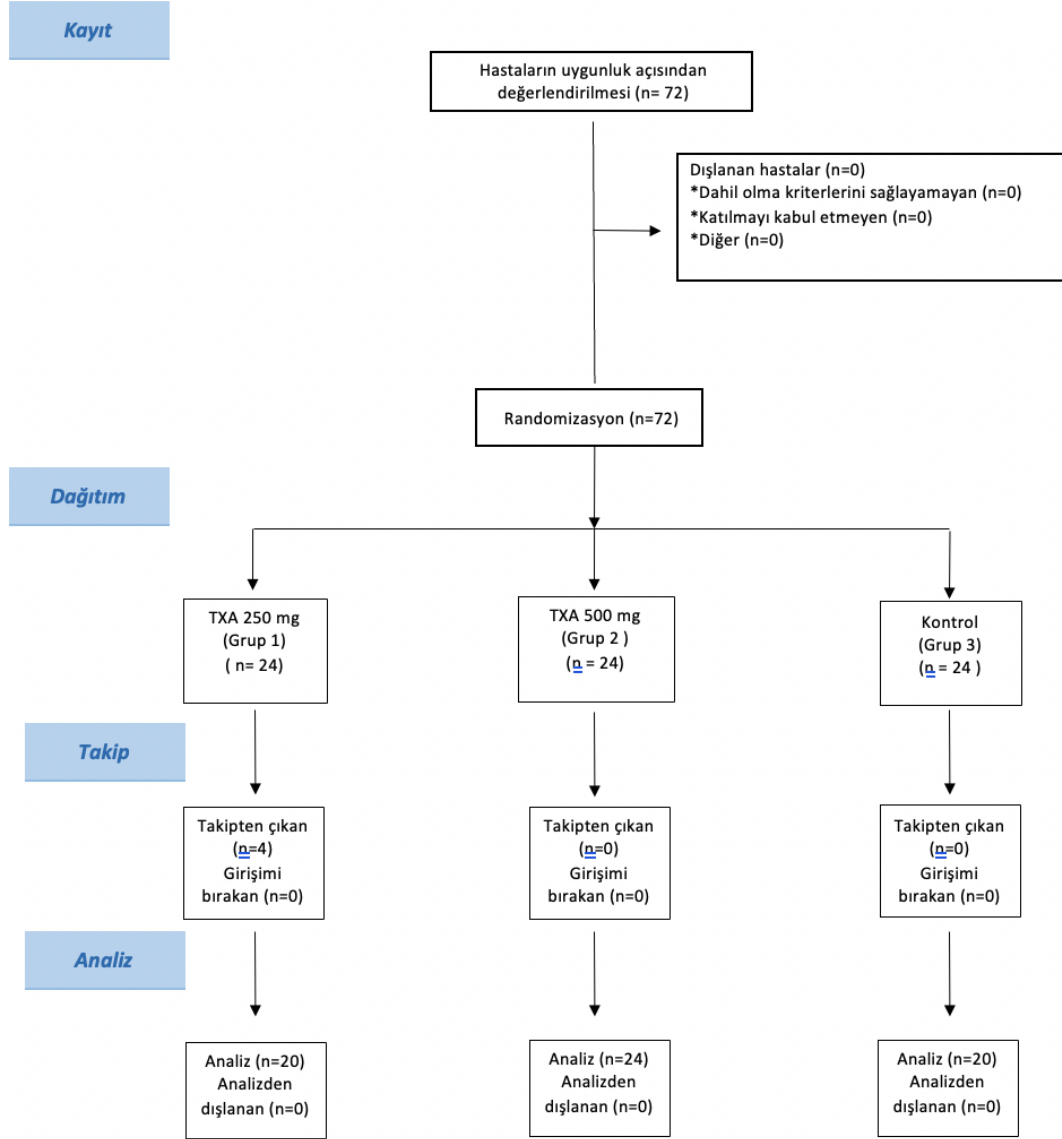 Kayıt
Hastaların uygunluk açısından
değerlendirilmesi (n= 72)
Dışlanan hastalar (n=0)
*Dahil olma kriterlerini sağlayamayan (n=0)
*Katılmayı kabul etmeyen (n=0)
*Diğer (n=0)
Randomizasyon (n=72)
Dağıtım
TXA 250 mg
(Grup 1)
( n= 24)
TXA 500 mg
(Grup 2 )
(n = 24)
Kontrol
(Grup 3)
(n = 24 )
Takip
Takipten çıkan
(n=4)
Girişimi
bırakan (n=0)
Takipten çıkan
(n=0)
Girişimi
bırakan (n=0)
Takipten çıkan
(n=0)
Girişimi
bırakan (n=0)
Analiz
Analiz (n=20)
Analizden
dışlanan (n=0)
Analiz (n=24)
Analizden
dışlanan (n=0)
Analiz (n=20)
Analizden
dışlanan (n=0)